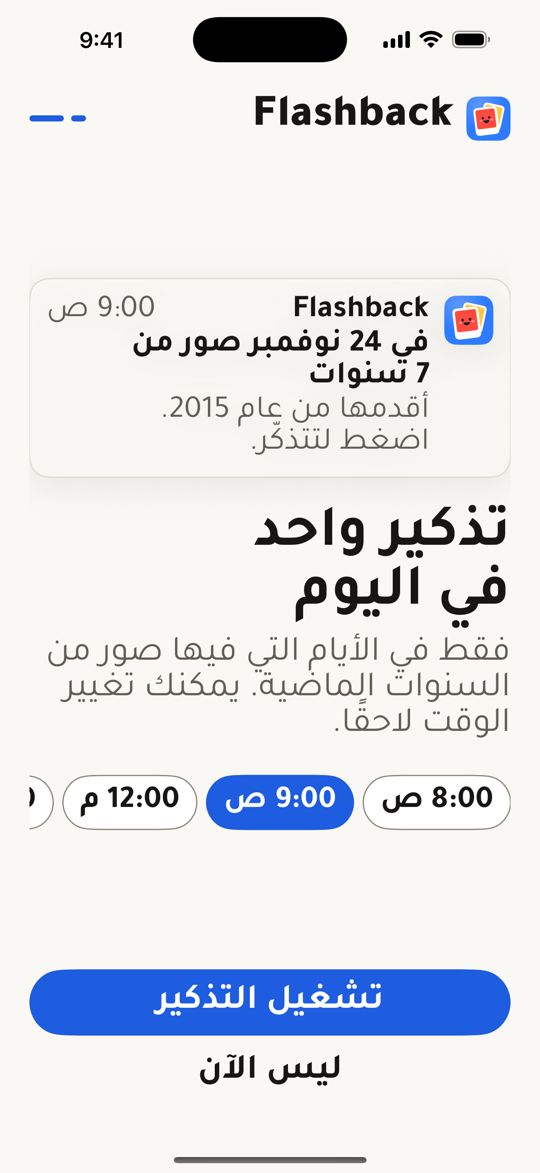 9:41
Flashback
Flashback
9:00 ص
في 24 نوفمبر صور من
7 سنوات
أقدمها من عام 2015.
اضغط لتتذكّر.
تذكير واحد
في اليوم
فقط في الأيام التي فيها صور من
السنوات الماضية. يمكنك تغيير
الوقت لاحقًا.
8:00 ص
9:00 ص
12:00 م
تشغيل التذكير
ليس الآن